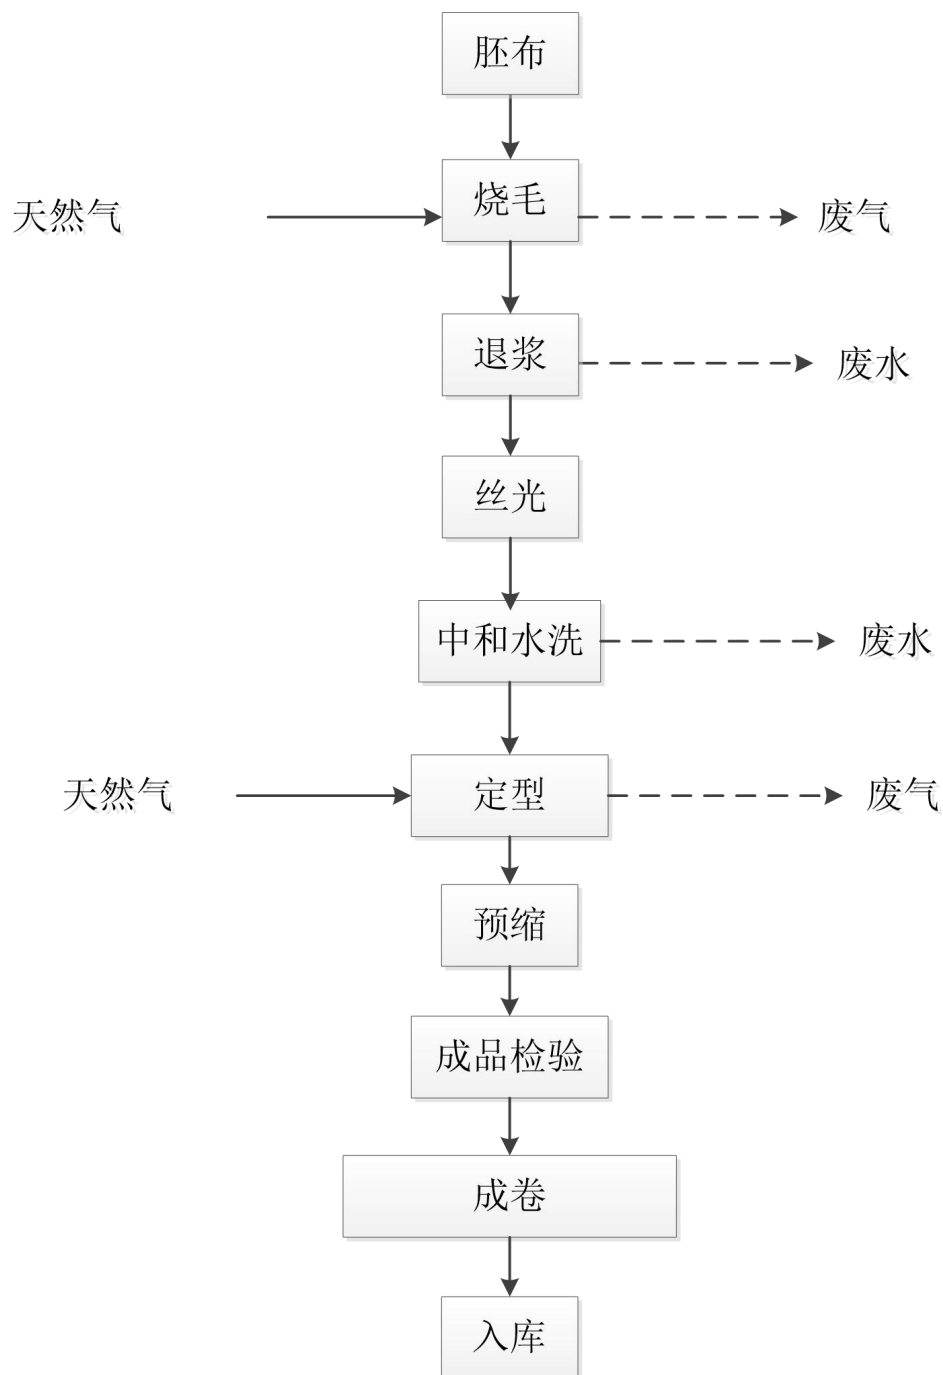 胚布
天然气
烧毛
废气
退浆
废水
丝光
中和水洗
废水
天然气
定型
废气
预缩
成品检验
成卷
入库